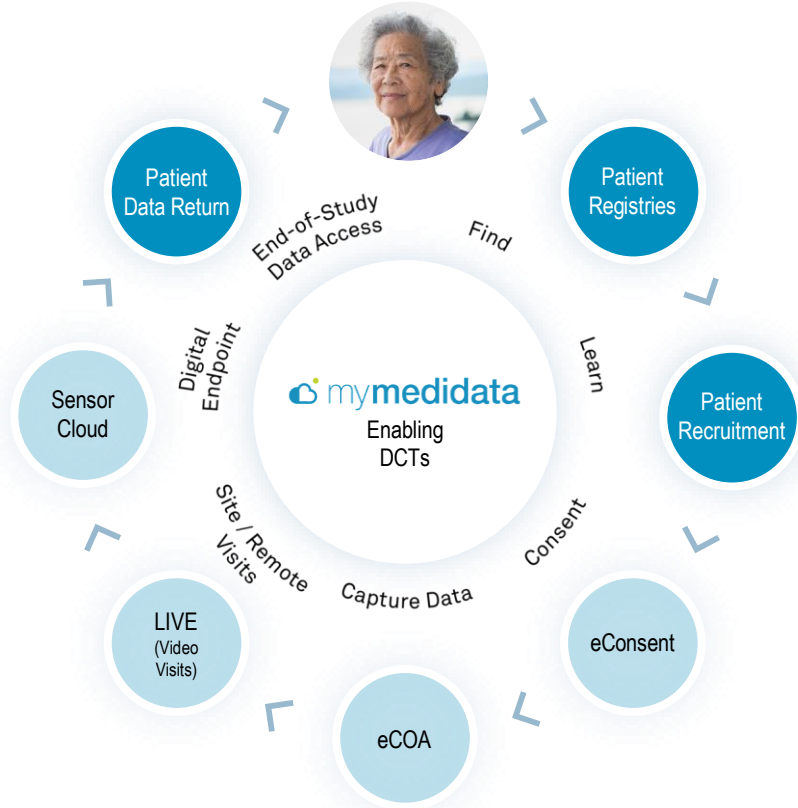 Patient
Data Return
Patient
Registries
End-of-Study
Data Access
Find
Digital
Endpoint
Learn
Sensor
Cloud
mymedidata
Enabling
DCTs
Patient
Recruitment
Site / Remote
Visits
Capture Data
Consent
LIVE
(Video
Visits)
eConsent
eCOA